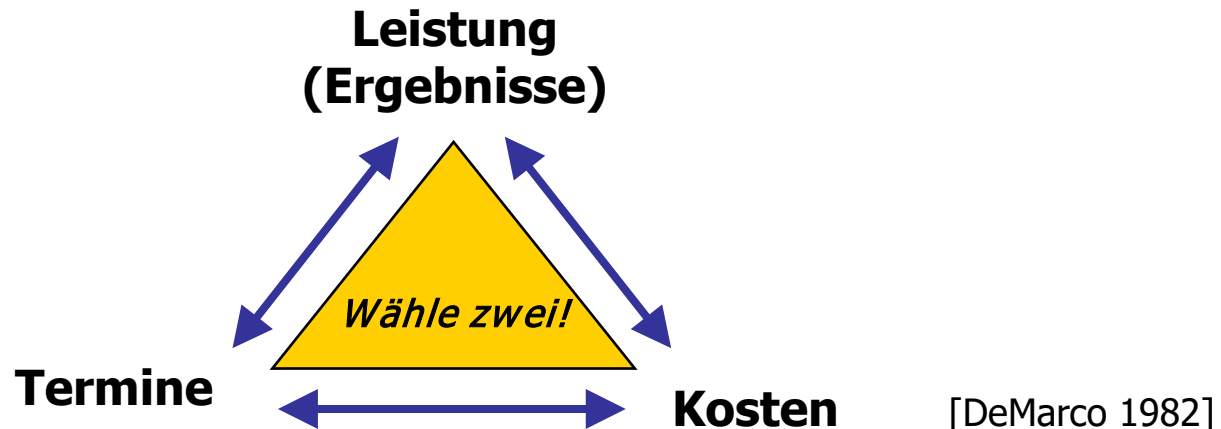 Leistung
(Ergebnisse)
Wähle zwei!
Termine
Kosten
[DeMarco 1982]